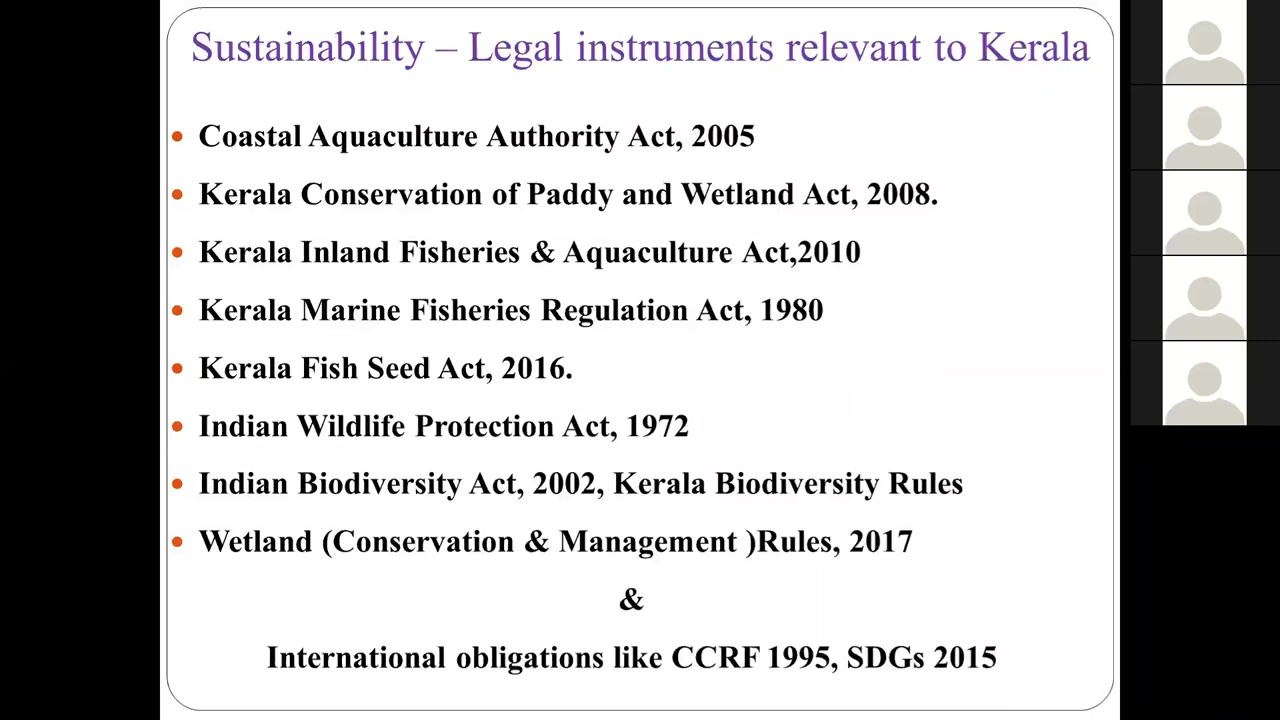 Sustainability – Legal instruments relevant to Kerala
Coastal Aquaculture Authority Act, 2005
Kerala Conservation of Paddy and Wetland Act, 2008.
Kerala Inland Fisheries & Aquaculture Act,2010
Kerala Marine Fisheries Regulation Act, 1980
Kerala Fish Seed Act, 2016.
Indian Wildlife Protection Act, 1972
Indian Biodiversity Act, 2002, Kerala Biodiversity Rules
Wetland (Conservation & Management )Rules, 2017
&
International obligations like CCRF 1995, SDGs 2015